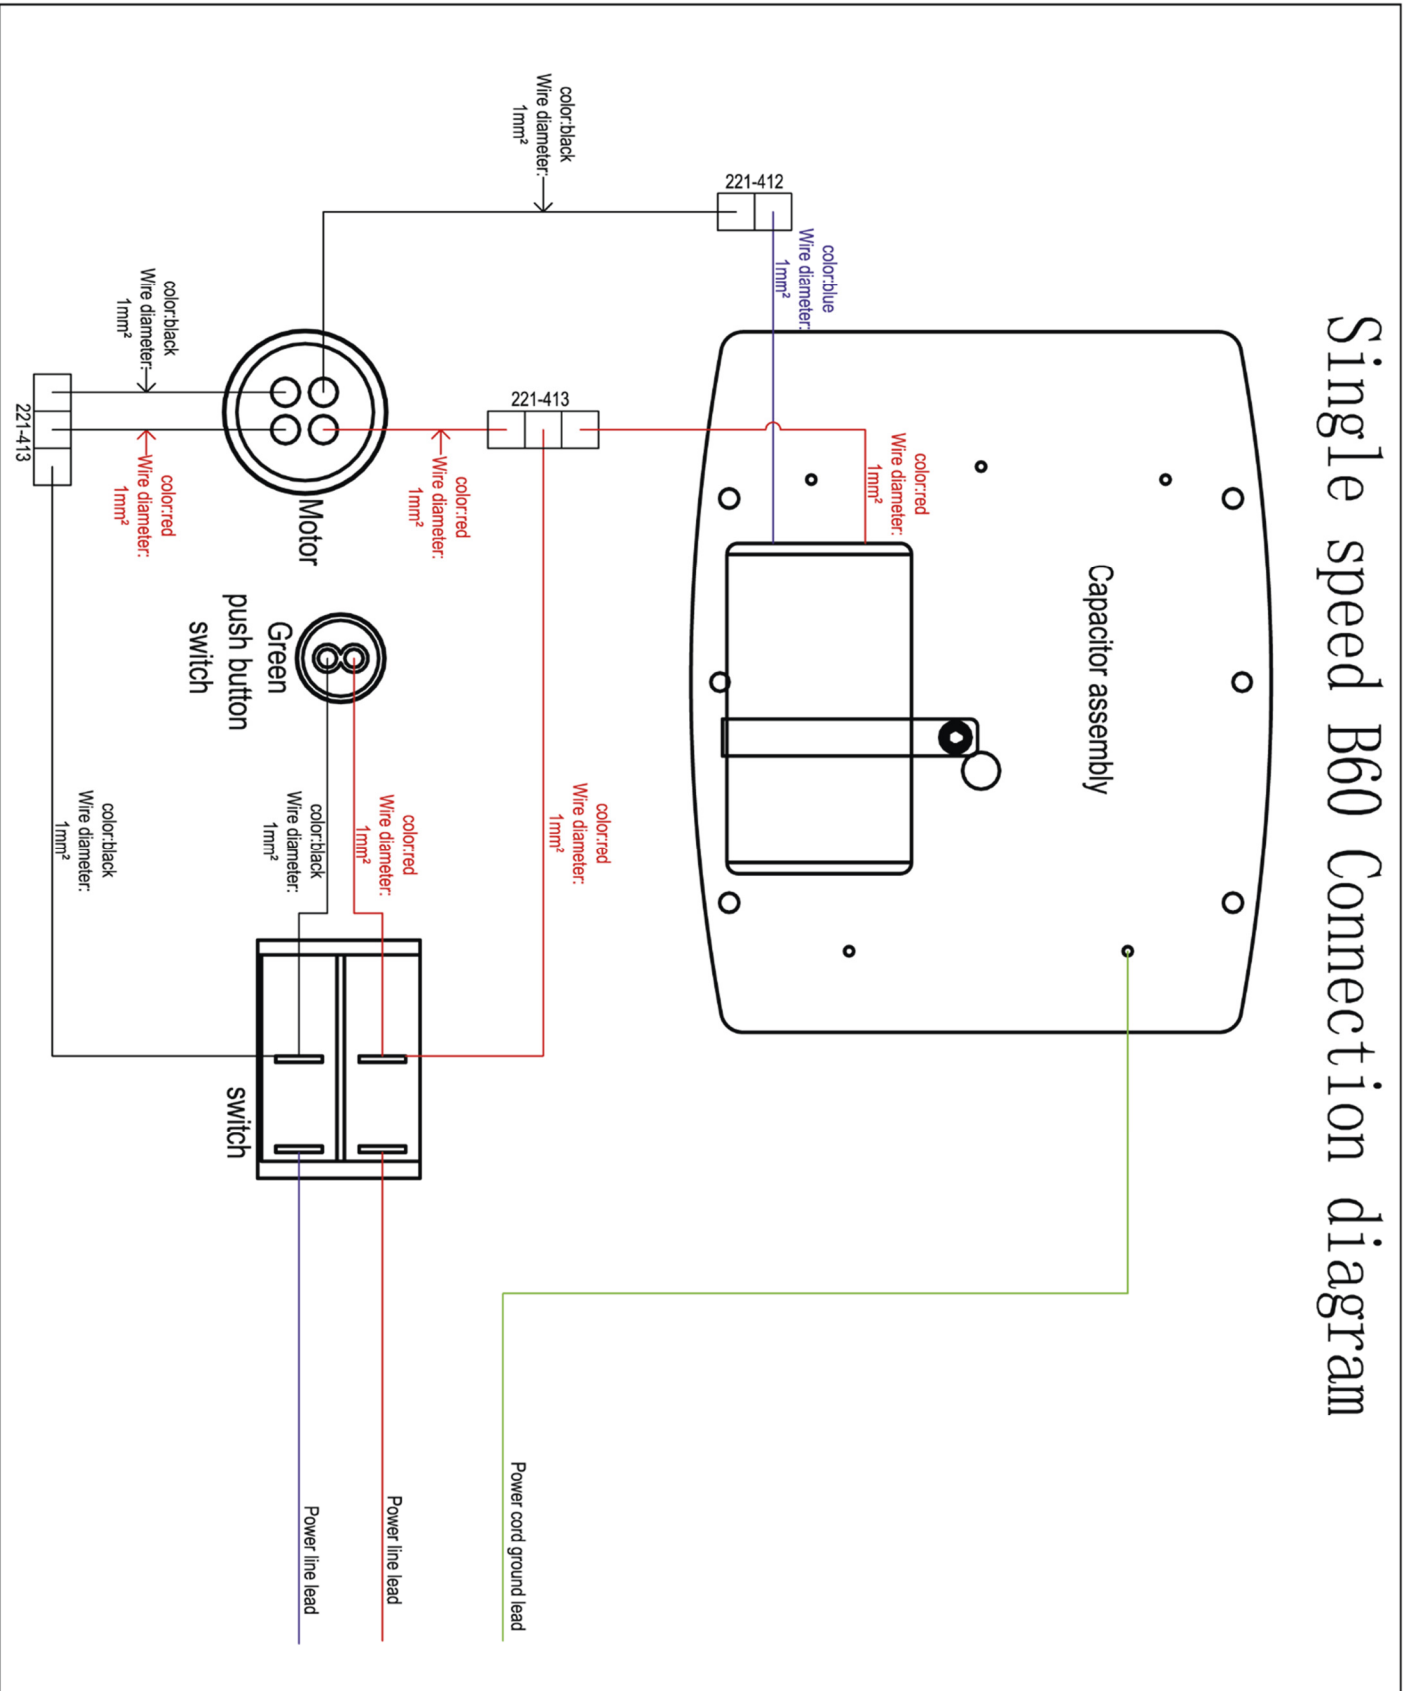 Single speed B60 Connection diagram
221-412
color:black
Wire diameter:
1mm²
color:blue
Wire diameter:
1mm²
Capacitor assembly
color:red
Wire diameter:
1mm²
221-413
color:black
Wire diameter:
1mm²
color:red
Wire diameter:
1mm²
Motor
color:red
Wire diameter:
1mm²
221-413
Green
push button
switch
color:red
Wire diameter:
1mm²
color:red
Wire diameter:
1mm²
color:black
Wire diameter:
1mm²
color:black
Wire diameter:
1mm²
switch
Power cord ground lead
Power line lead
Power line lead